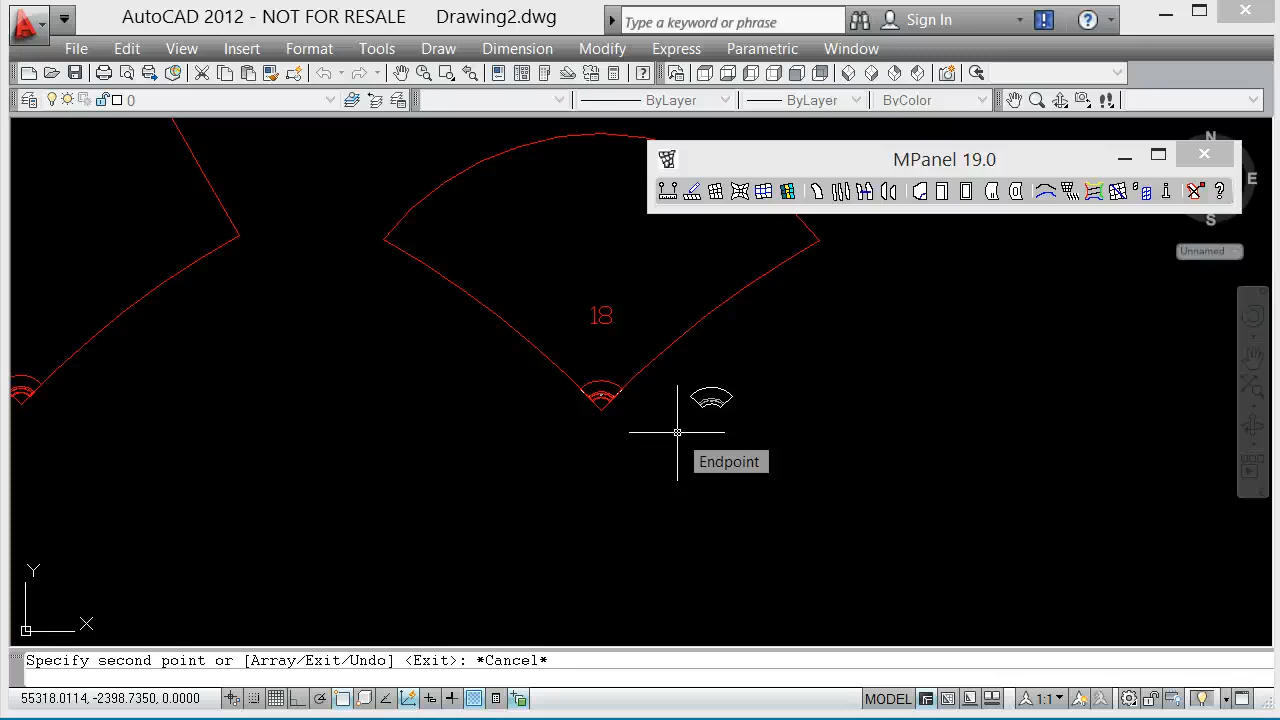 AutoCAD 2012 - NOT FOR RESALE Drawing2.dwg
Type a keyword or phrase
Sign In
File Edit View Insert Format Tools Draw Dimension Modify Express Parametric Window
0
ByLayer
ByLayer
ByColor
MPanel 19.0
N
E
S
Unnamed
18
Endpoint
Y
X
Specify second point or [Array/Exit/Undo] <Exit>: *Cancel*
55318.0114, -2398.7350, 0.0000
MODEL
1:1